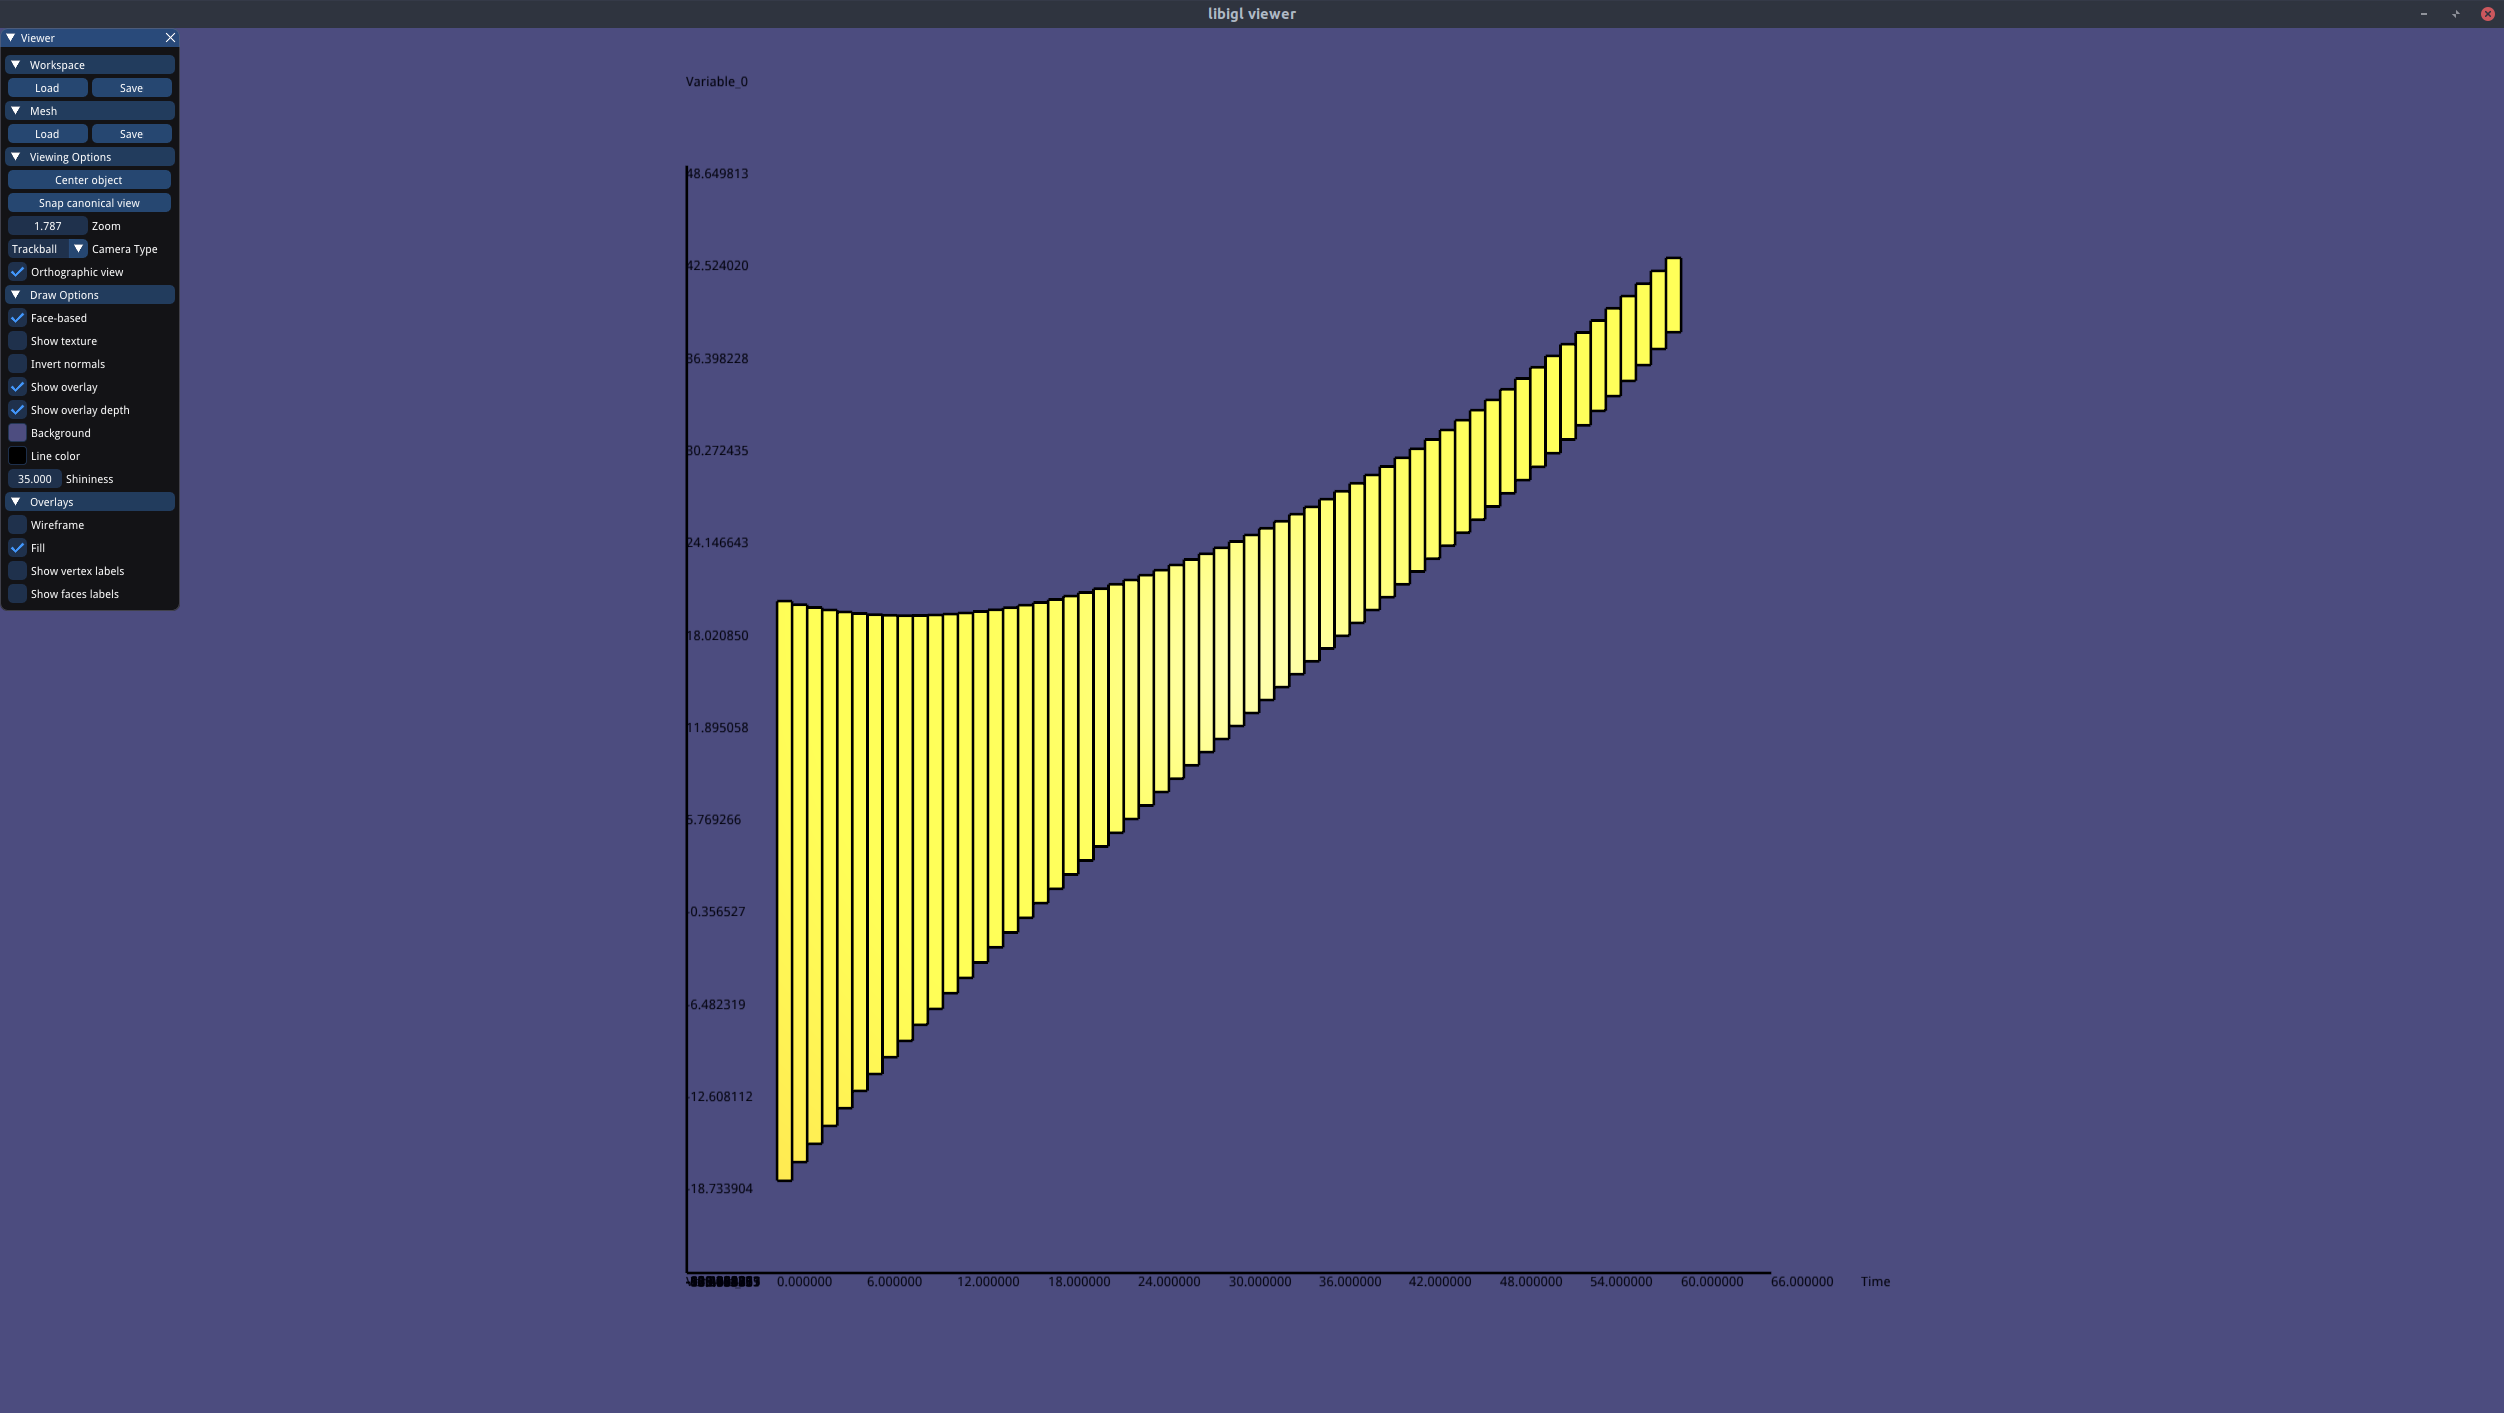 libigl viewer
Viewer
Workspace
Load Save
Mesh
Load Save
Viewing Options
Center object
Snap canonical view
1.787 Zoom
Trackball Camera Type
Orthographic view
Draw Options
Face-based
Show texture
Invert normals
Show overlay
Show overlay depth
Background
Line color
35.000 Shininess
Overlays
Wireframe
Fill
Show vertex labels
Show faces labels
Variable_0
48.649813
42.524020
36.398228
30.272435
24.146643
18.020850
11.895058
5.769266
-0.356527
-6.482319
-12.608112
-18.733904
0.000000 6.000000 12.000000 18.000000 24.000000 30.000000 36.000000 42.000000 48.000000 54.000000 60.000000 66.000000 Time